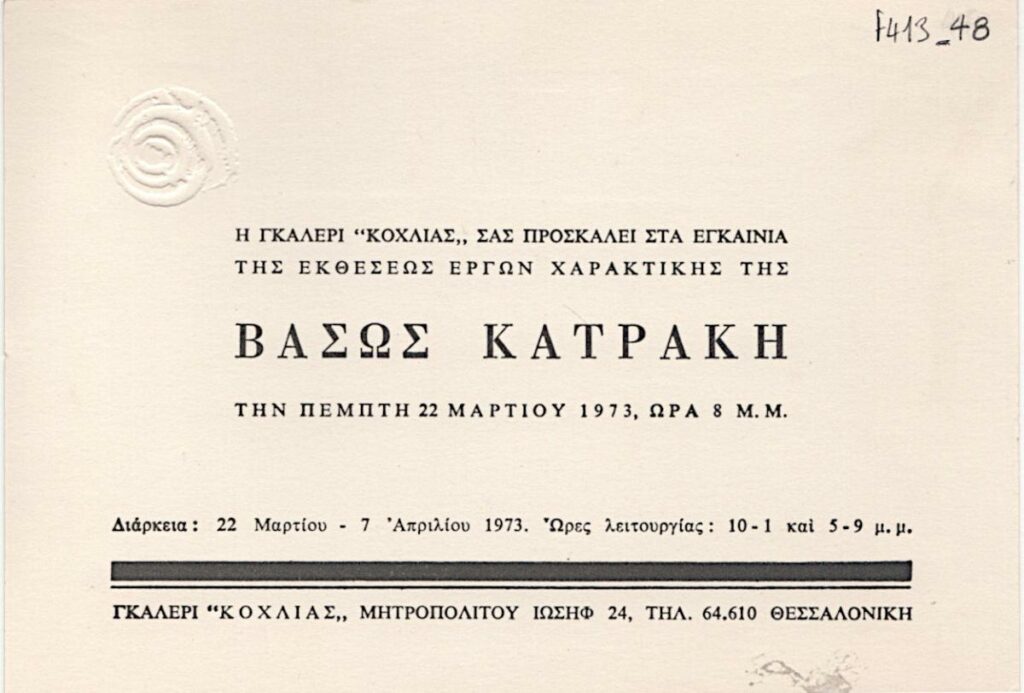 f413_48
Η ΓΚΑΛΕΡΙ “ΚΟΧΛΙΑΣ„ ΣΑΣ ΠΡΟΣΚΑΛΕΙ ΣΤΑ ΕΓΚΑΙΝΙΑ
ΤΗΣ ΕΚΘΕΣΕΩΣ ΕΡΓΩΝ ΧΑΡΑΚΤΙΚΗΣ ΤΗΣ
ΒΑΣΩΣ ΚΑΤΡΑΚΗ
ΤΗΝ ΠΕΜΠΤΗ 22 ΜΑΡΤΙΟΥ 1973, ΩΡΑ 8 Μ.Μ.
Διάρκεια: 22 Μαρτίου - 7 Ἀπριλίου 1973. Ὧρες λειτουργίας: 10-1 καὶ 5-9 μ.μ.
ΓΚΑΛΕΡΙ “ΚΟΧΛΙΑΣ„ ΜΗΤΡΟΠΟΛΙΤΟΥ ΙΩΣΗΦ 24, ΤΗΛ. 64.610 ΘΕΣΣΑΛΟΝΙΚΗ